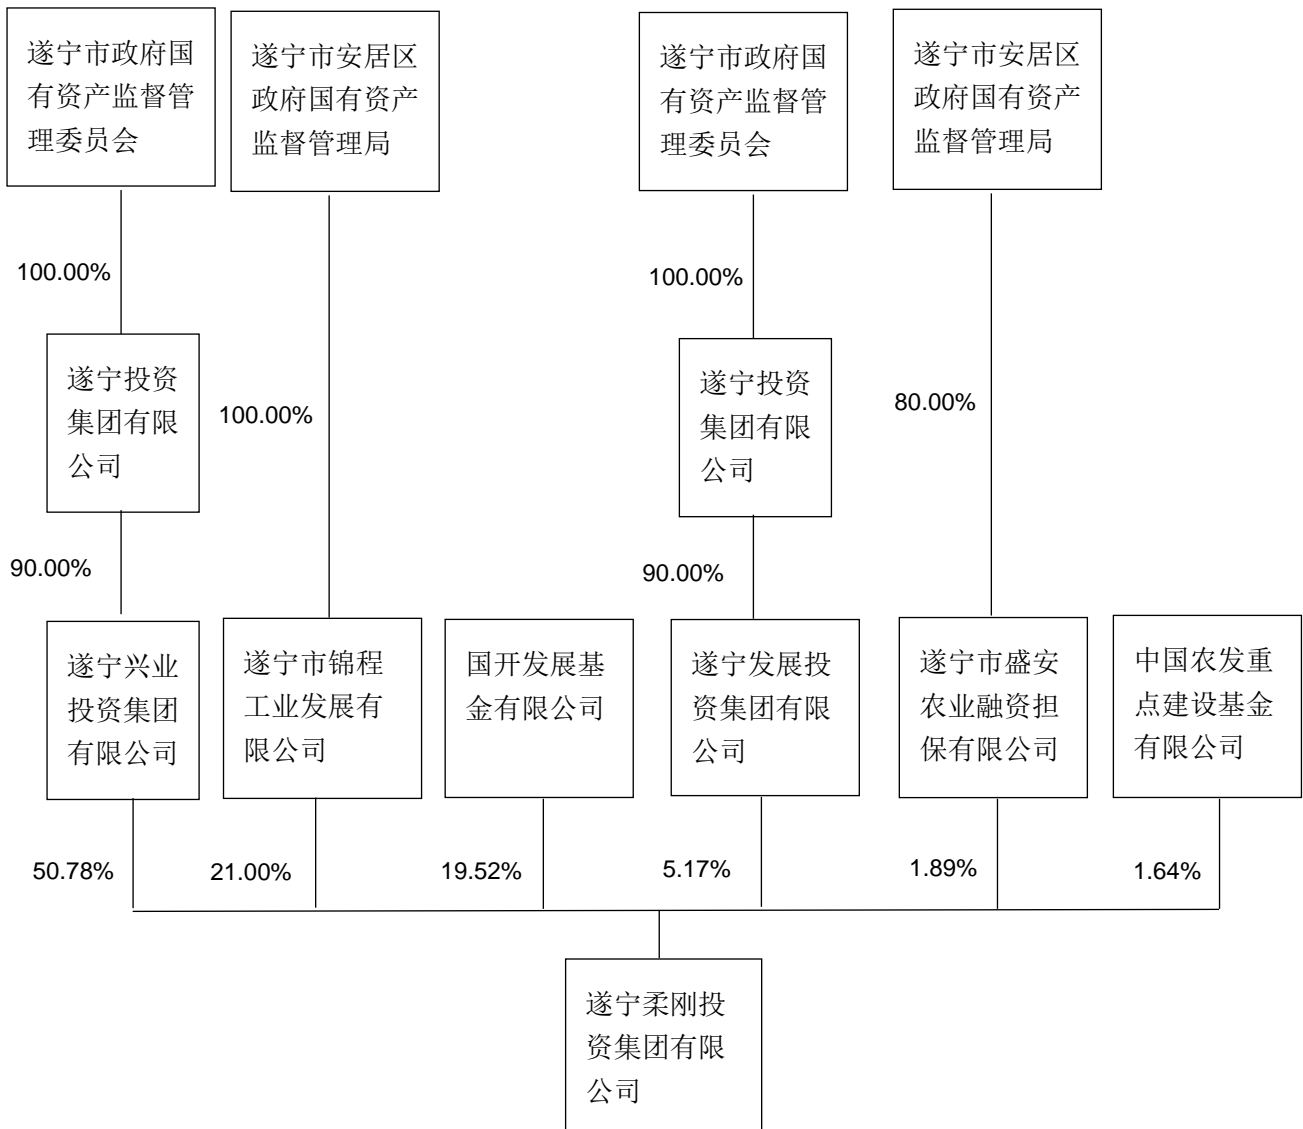 遂宁市政府国
有资产监督管
理委员会
遂宁市安居区
政府国有资产
监督管理局
遂宁市政府国
有资产监督管
理委员会
遂宁市安居区
政府国有资产
监督管理局
100.00%
100.00%
遂宁投资
集团有限
公司
100.00%
遂宁投资
集团有限
公司
80.00%
90.00%
90.00%
遂宁兴业
投资集团
有限公司
遂宁市锦程
工业发展有
限公司
国开发展基
金有限公司
遂宁发展投
资集团有限
公司
遂宁市盛安
农业融资担
保有限公司
中国农发重
点建设基金
有限公司
50.78%
21.00%
19.52%
5.17%
1.89%
1.64%
遂宁柔刚投
资集团有限
公司